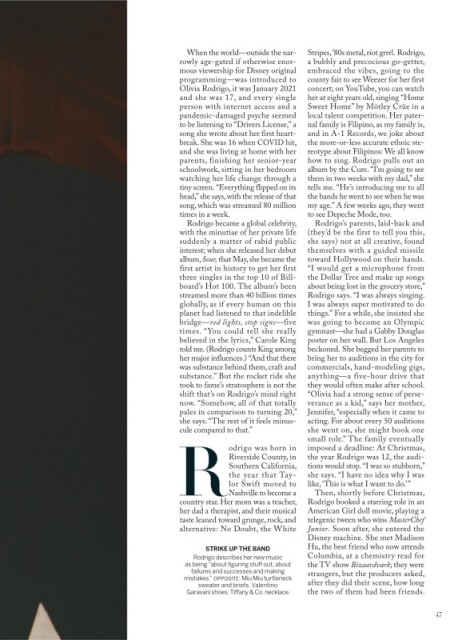 When the world—outside the nar-
rowly age-gated if otherwise enor-
mous viewership for Disney original
programming—was introduced to
Olivia Rodrigo, it was January 2021
and she was 17, and every single
person with internet access and a
pandemic-damaged psyche seemed
to be listening to “Drivers License,” a
song she wrote about her first heart-
break. She was 16 when COVID hit,
and she was living at home with her
parents, finishing her senior-year
schoolwork, sitting in her bedroom
watching her life change through a
tiny screen. “Everything flipped on its
head,” she says, with the release of that
song, which was streamed 80 million
times in a week.
Rodrigo became a global celebrity,
with the minutiae of her private life
suddenly a matter of rabid public
interest; when she released her debut
album, Sour, that May, she became the
first artist in history to get her first
three singles in the top 10 of Bill-
board’s Hot 100. The album’s been
streamed more than 40 billion times
globally, as if every human on this
planet had listened to that indelible
bridge—red lights, stop signs—five
times. “You could tell she really
believed in the lyrics,” Carole King
told me. (Rodrigo counts King among
her major influences.) “And that there
was substance behind them, craft and
substance.” But the rocket ride she
took to fame’s stratosphere is not the
shift that’s on Rodrigo’s mind right
now. “Somehow, all of that totally
pales in comparison to turning 20,”
she says. “The rest of it feels minus-
cule compared to that.”
Rodrigo was born in
Riverside County, in
Southern California,
the year that Tay-
lor Swift moved to
Nashville to become a
country star. Her mom was a teacher,
her dad a therapist, and their musical
taste leaned toward grunge, rock, and
alternative: No Doubt, the White
STRIKE UP THE BAND
Rodrigo describes her new music
as being “about figuring stuff out, about
failures and successes and making
mistakes.” OPPOSITE: Miu Miu turtleneck
sweater and briefs. Valentino
Garavani shoes. Tiffany & Co. necklace.
Stripes, ’80s metal, riot grrrl. Rodrigo,
a bubbly and precocious go-getter,
embraced the vibes, going to the
county fair to see Weezer for her first
concert; on YouTube, you can watch
her at eight years old, singing “Home
Sweet Home” by Mötley Crüe in a
local talent competition. Her pater-
nal family is Filipino, as my family is,
and in A-1 Records, we joke about
the more-or-less accurate ethnic ste-
reotype about Filipinos: We all know
how to sing. Rodrigo pulls out an
album by the Cure. “I’m going to see
them in two weeks with my dad,” she
tells me. “He’s introducing me to all
the bands he went to see when he was
my age.” A few weeks ago, they went
to see Depeche Mode, too.
Rodrigo’s parents, laid-back and
(they’d be the first to tell you this,
she says) not at all creative, found
themselves with a guided missile
toward Hollywood on their hands.
“I would get a microphone from
the Dollar Tree and make up songs
about being lost in the grocery store,”
Rodrigo says. “I was always singing.
I was always super motivated to do
things.” For a while, she insisted she
was going to become an Olympic
gymnast—she had a Gabby Douglas
poster on her wall. But Los Angeles
beckoned. She begged her parents to
bring her to auditions in the city for
commercials, hand-modeling gigs,
anything—a five-hour drive that
they would often make after school.
“Olivia had a strong sense of perse-
verance as a kid,” says her mother,
Jennifer, “especially when it came to
acting. For about every 50 auditions
she went on, she might book one
small role.” The family eventually
imposed a deadline: At Christmas,
the year Rodrigo was 12, the audi-
tions would stop. “I was so stubborn,”
she says. “I have no idea why I was
like, ‘This is what I want to do.’”
Then, shortly before Christmas,
Rodrigo booked a starring role in an
American Girl doll movie, playing a
telegenic tween who wins MasterChef
Junior. Soon after, she entered the
Disney machine. She met Madison
Hu, the best friend who now attends
Columbia, at a chemistry read for
the TV show Bizaardvark; they were
strangers, but the producers asked,
after they did their scene, how long
the two of them had been friends.
47